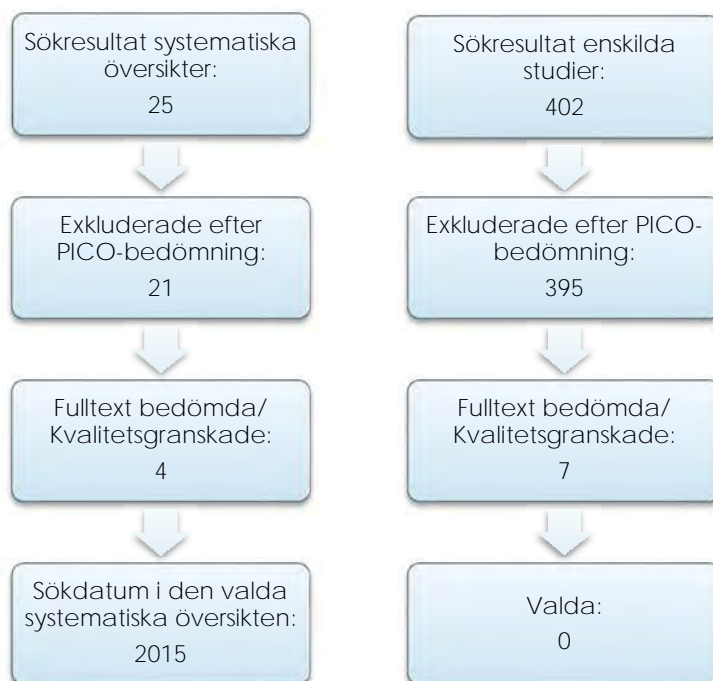 Sökresultat systematiska
översikter:
25
Exkluderade efter
PICO-bedömning:
21
Fulltext bedömda/
Kvalitetsgranskade:
4
Sökdatum i den valda
systematiska översikten:
2015
Sökresultat enskilda
studier:
402
Exkluderade efter PICO-
bedömning:
395
Fulltext bedömda/
Kvalitetsgranskade:
7
Valda:
0